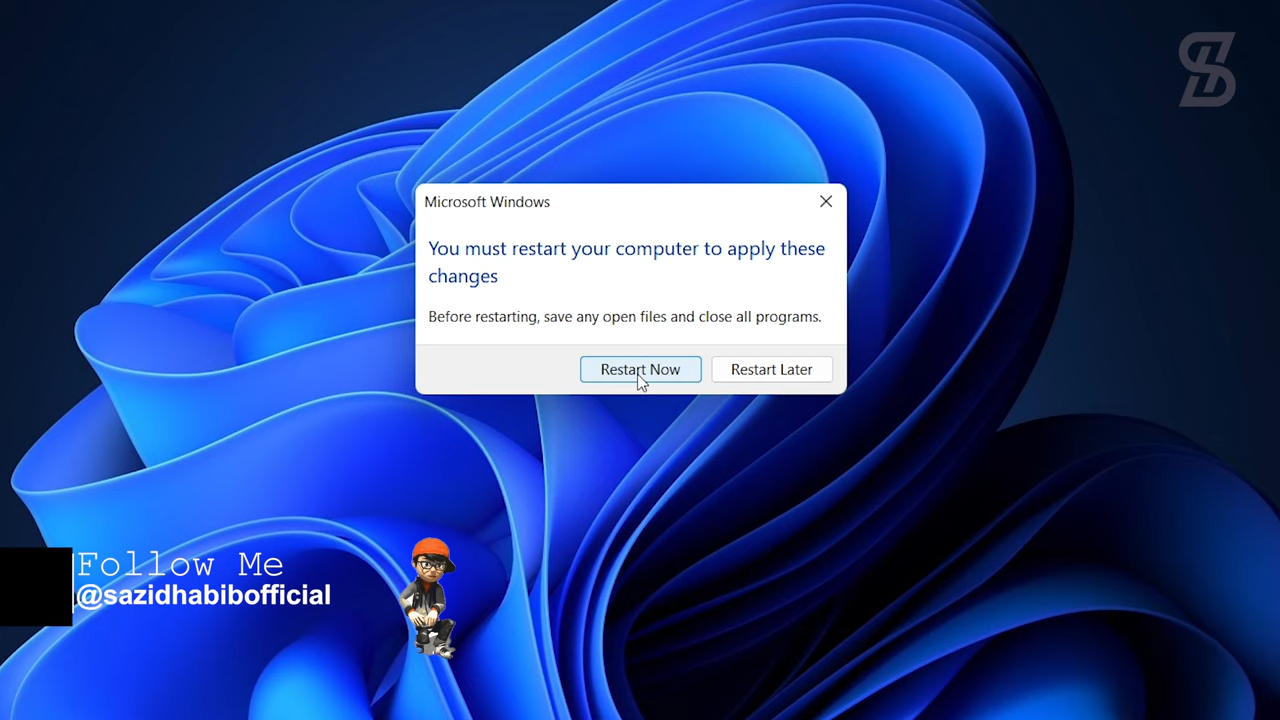 Microsoft Windows
You must restart your computer to apply these
changes
Before restarting, save any open files and close all programs.
Restart Now
Restart Later
Follow Me
@sazidhabibofficial